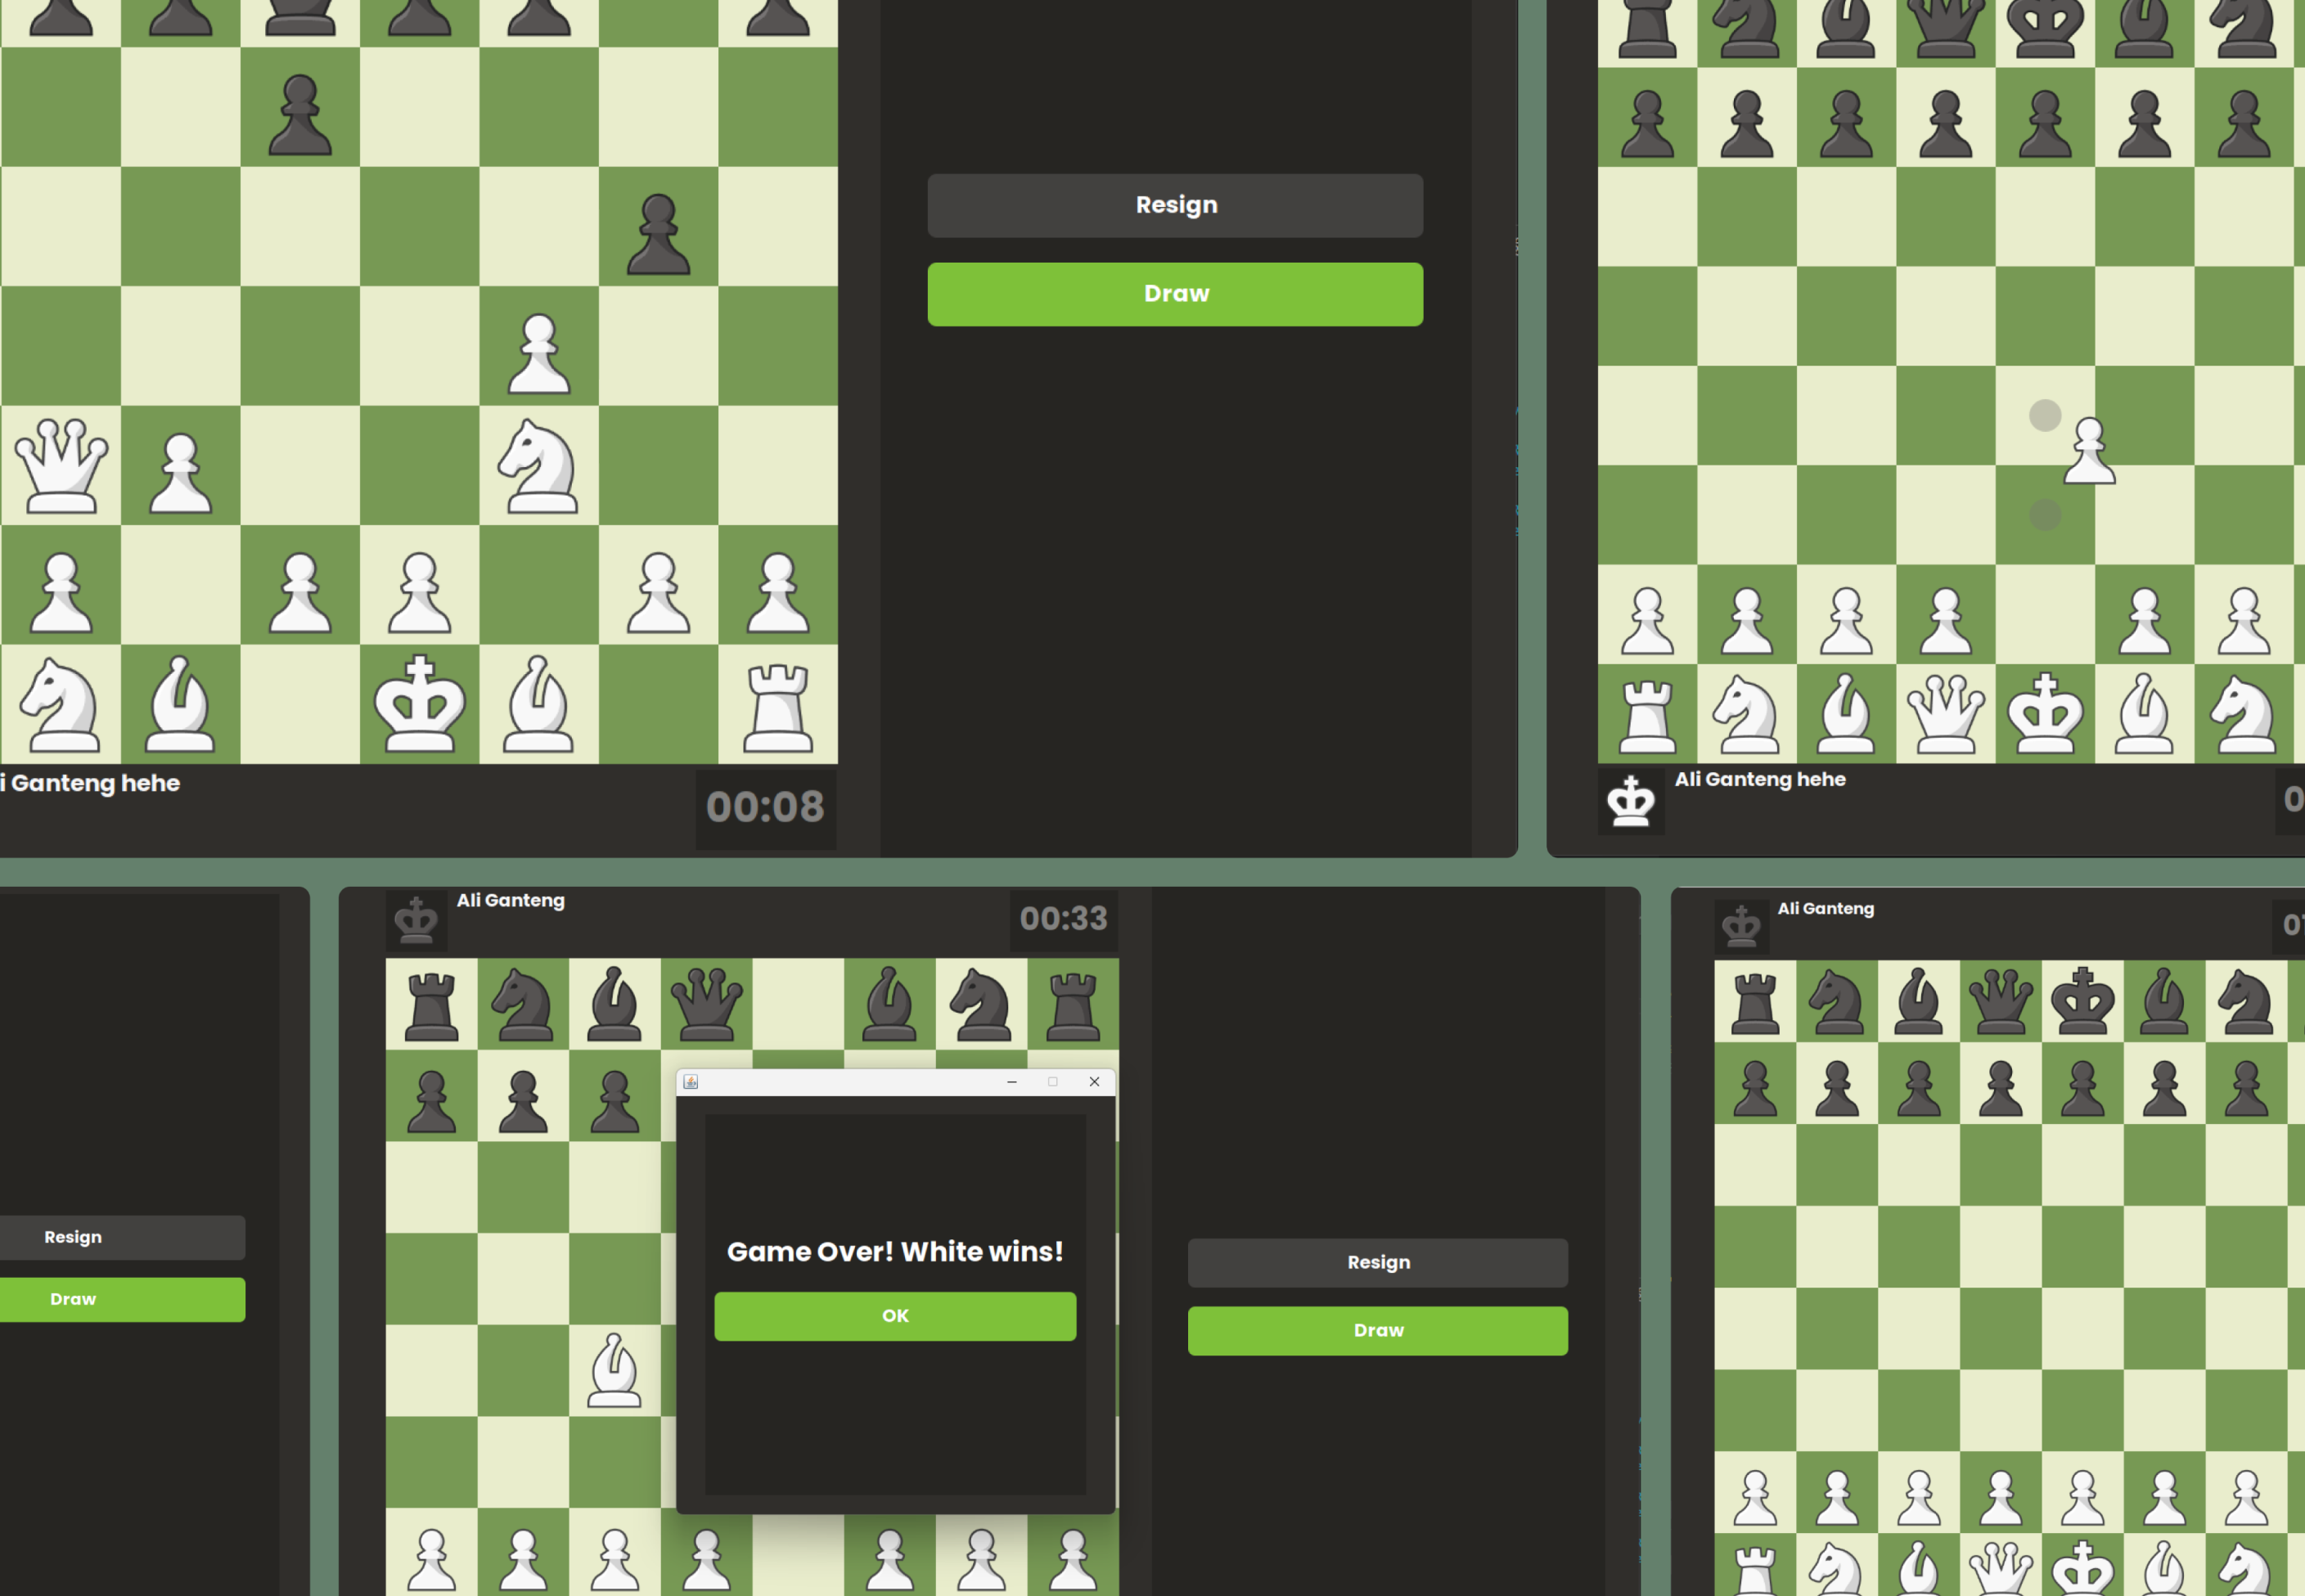 Resign
Draw
i Ganteng hehe
00:08
Ali Ganteng hehe
0
Resign
Draw
Ali Ganteng
00:33
Game Over! White wins!
OK
Resign
Draw
Ali Ganteng